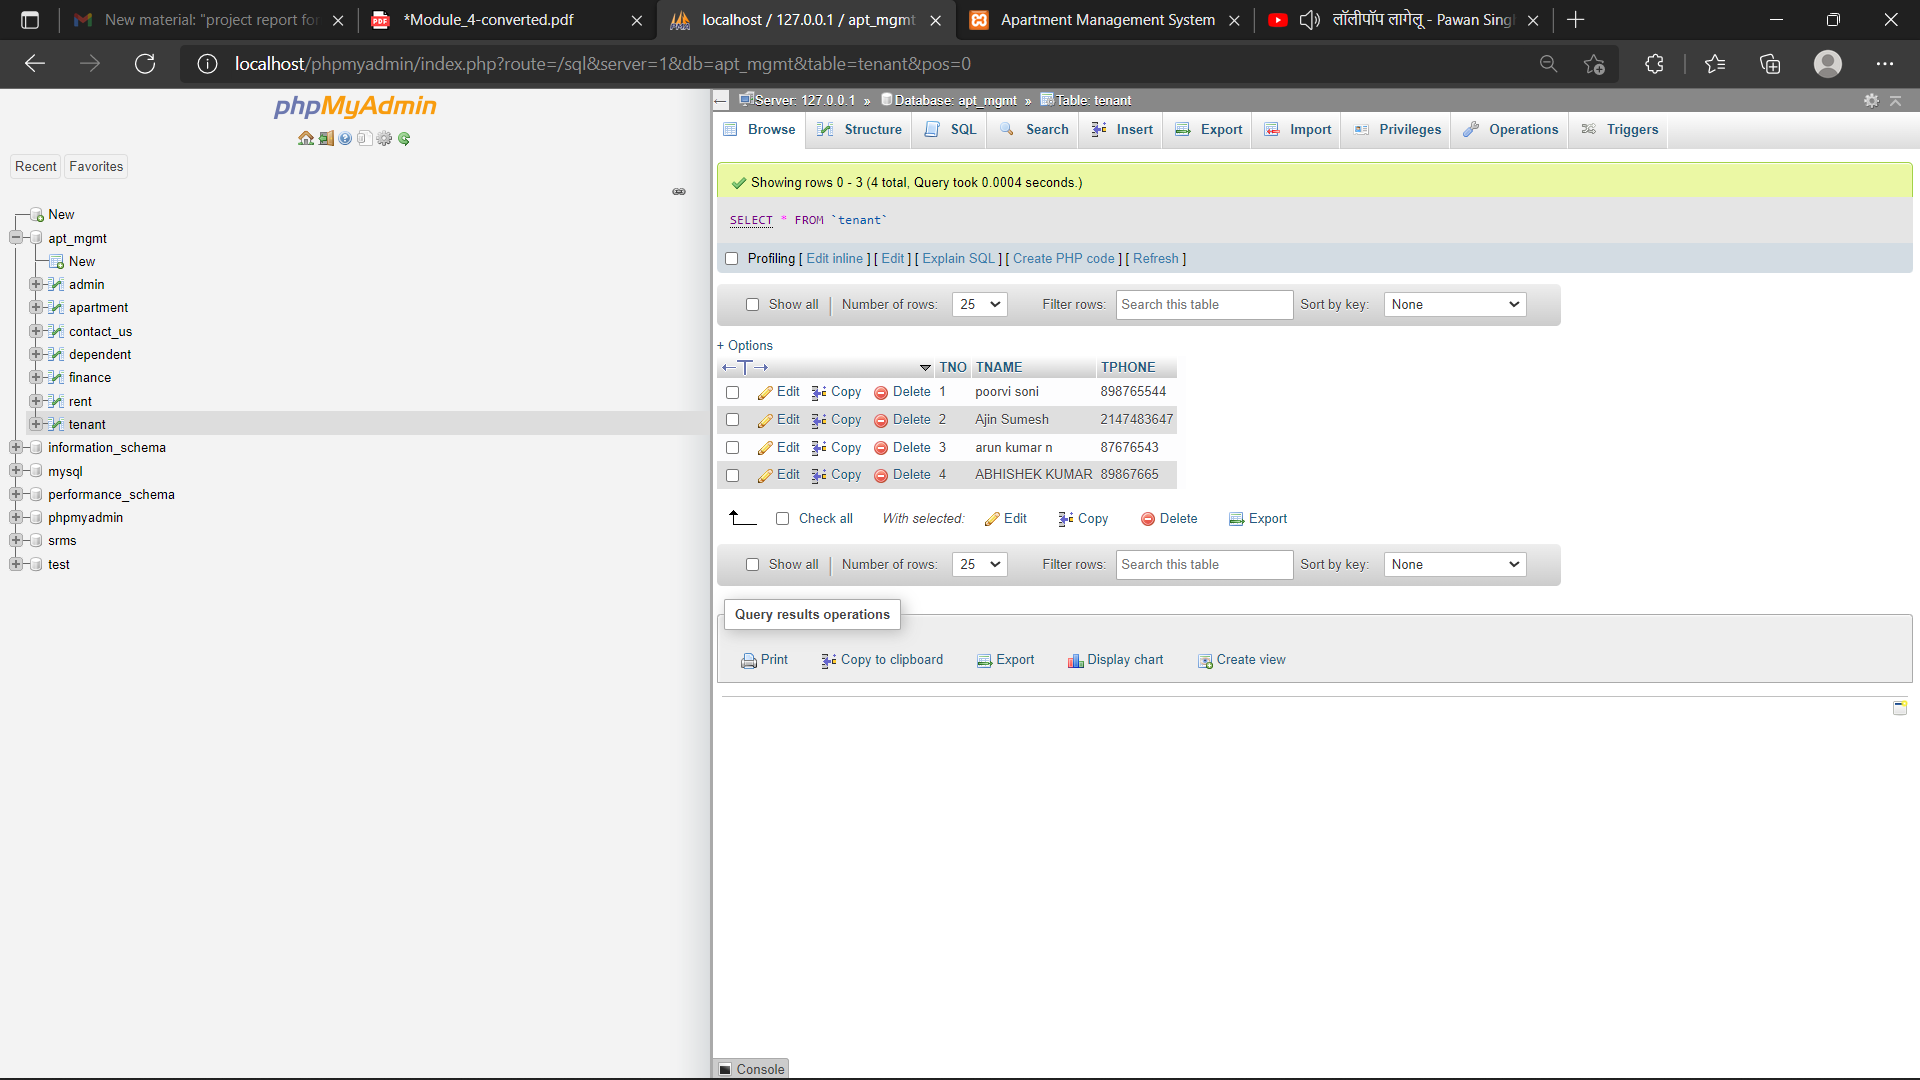 New material: "project report for
*Module_4-converted.pdf
localhost / 127.0.0.1 / apt_mgmt
Apartment Management System
लॉलीपॉप लागेलू - Pawan Singh
localhost/phpmyadmin/index.php?route=/sql&server=1&db=apt_mgmt&table=tenant&pos=0
phpMyAdmin
Recent Favorites
New
apt_mgmt
New
admin
apartment
contact_us
dependent
finance
rent
tenant
information_schema
mysql
performance_schema
phpmyadmin
srms
test
Server: 127.0.0.1 » Database: apt_mgmt » Table: tenant
Browse Structure SQL Search Insert Export Import Privileges Operations Triggers
Showing rows 0 - 3 (4 total, Query took 0.0004 seconds.)
SELECT * FROM `tenant`
Profiling [ Edit inline ] [ Edit ] [ Explain SQL ] [ Create PHP code ] [ Refresh ]
Show all | Number of rows: 25 Filter rows: Search this table Sort by key: None
+ Options
←T→ TNO TNAME TPHONE
Edit Copy Delete 1 poorvi soni 898765544
Edit Copy Delete 2 Ajin Sumesh 2147483647
Edit Copy Delete 3 arun kumar n 87676543
Edit Copy Delete 4 ABHISHEK KUMAR 89867665
Check all With selected: Edit Copy Delete Export
Show all | Number of rows: 25 Filter rows: Search this table Sort by key: None
Query results operations
Print Copy to clipboard Export Display chart Create view
Console